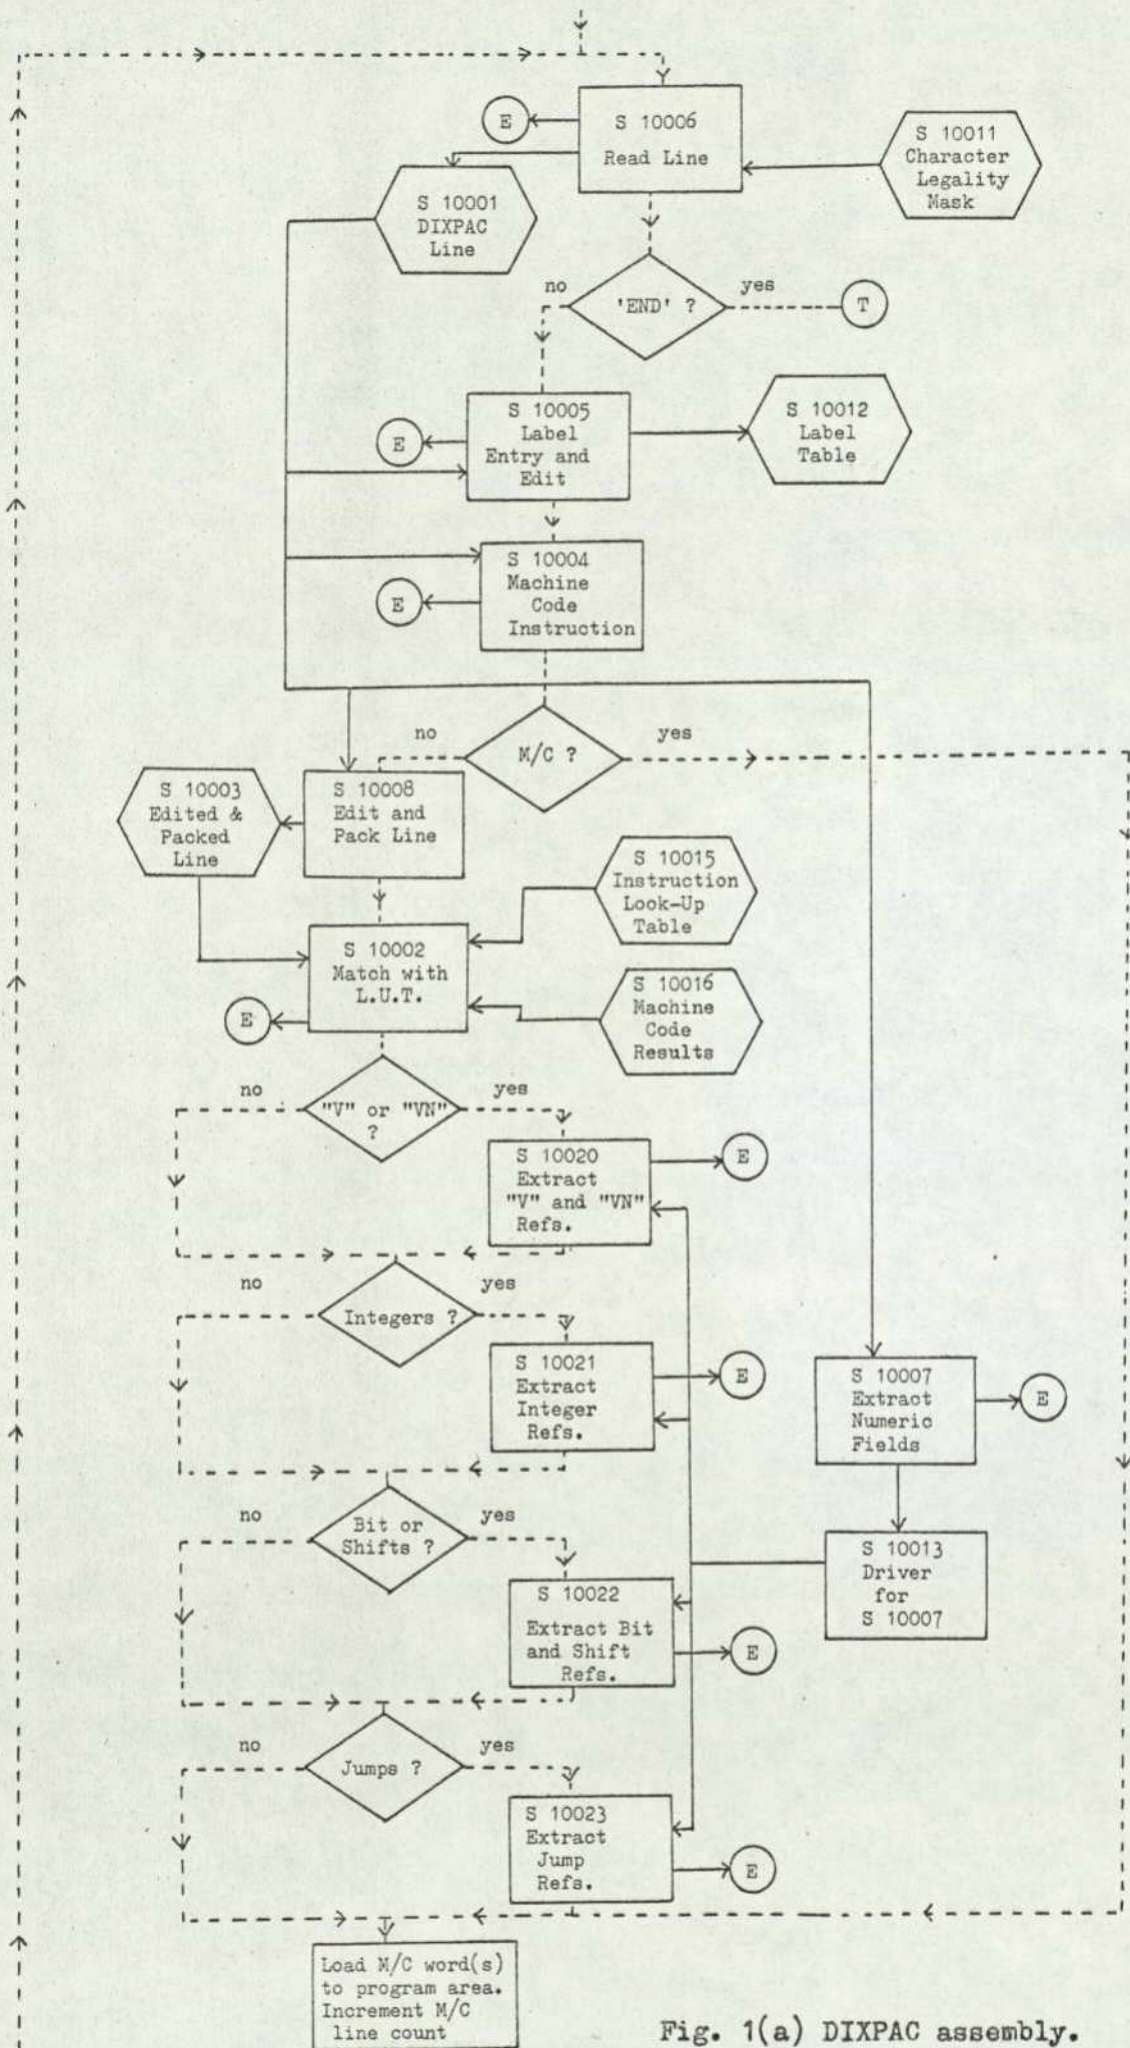 E
S 10006
Read Line
S 10011
Character
Legality
Mask
S 10001
DIXPAC
Line
no
'END' ?
yes
T
E
S 10005
Label
Entry and
Edit
S 10012
Label
Table
E
S 10004
Machine
Code
Instruction
no
M/C ?
yes
S 10003
Edited &
Packed
Line
S 10008
Edit and
Pack Line
S 10015
Instruction
Look-Up
Table
S 10002
Match with
L.U.T.
S 10016
Machine
Code
Results
E
no
"V" or "VN"
?
yes
S 10020
Extract
"V" and "VN"
Refs.
E
no
Integers ?
yes
S 10021
Extract
Integer
Refs.
E
S 10007
Extract
Numeric
Fields
E
no
Bit or
Shifts ?
yes
S 10022
Extract Bit
and Shift
Refs.
E
S 10013
Driver
for
S 10007
no
Jumps ?
yes
S 10023
Extract
Jump
Refs.
E
Load M/C word(s)
to program area.
Increment M/C
line count
Fig. 1(a) DIXPAC assembly.